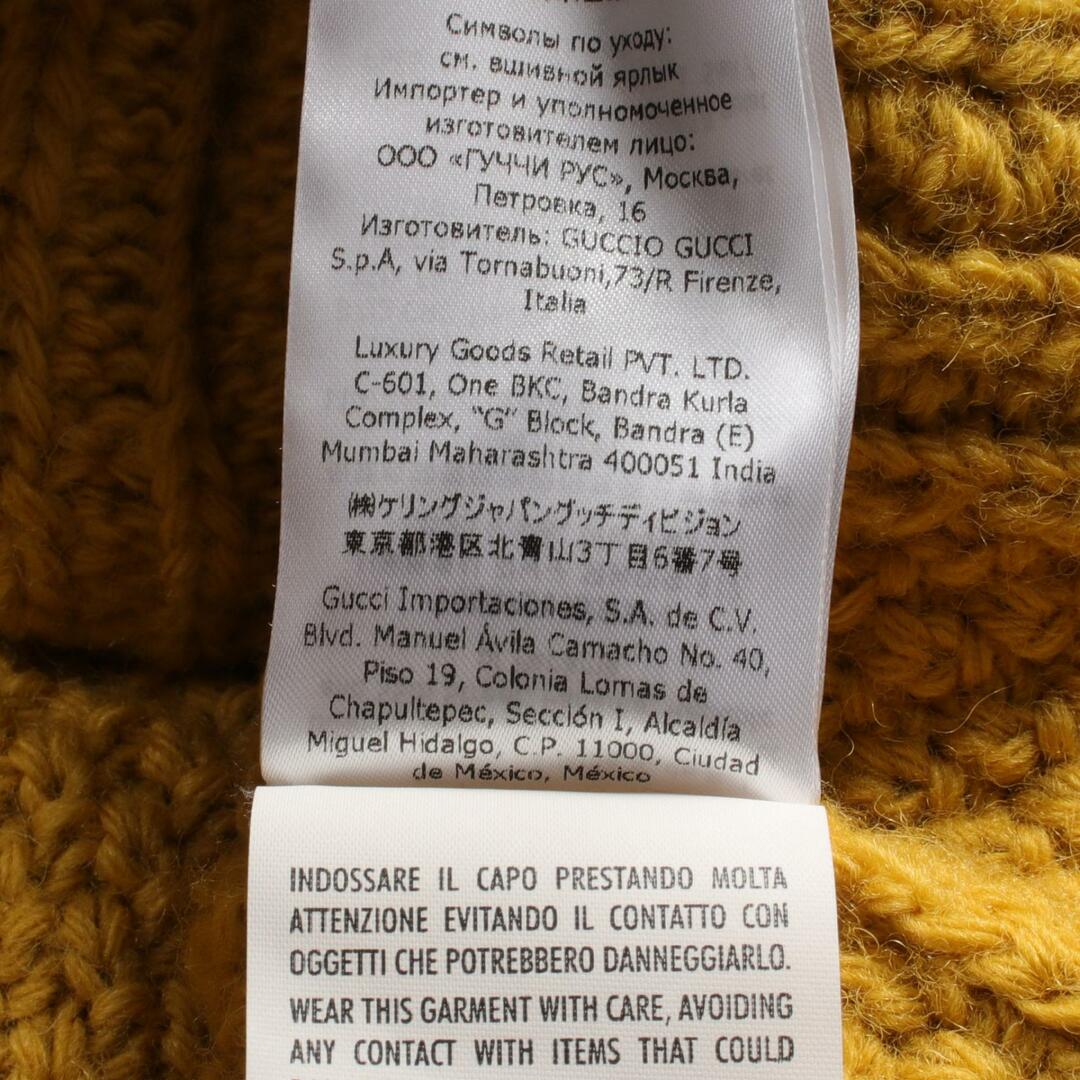 Символы по уходу:
см. вшивной ярлык
Импортер и уполномоченное
изготовителем лицо:
ООО «ГУЧЧИ РУС», Москва,
Петровка, 16
Изготовитель: GUCCIO GUCCI
S.p.A, via Tornabuoni,73/R Firenze,
Italia
Luxury Goods Retail PVT. LTD.
C-601, One BKC, Bandra Kurla
Complex, "G" Block, Bandra (E)
Mumbai Maharashtra 400051 India
㈱ケリングジャパングッチディビジョン
東京都港区北青山3丁目6番7号
Gucci Importaciones, S.A. de C.V.
Blvd. Manuel Ávila Camacho No. 40,
Piso 19, Colonia Lomas de
Chapultepec, Sección I, Alcaldía
Miguel Hidalgo, C.P. 11000, Ciudad
de México, México
INDOSSARE IL CAPO PRESTANDO MOLTA
ATTENZIONE EVITANDO IL CONTATTO CON
OGGETTI CHE POTREBBERO DANNEGGIARLO.
WEAR THIS GARMENT WITH CARE, AVOIDING
ANY CONTACT WITH ITEMS THAT COULD